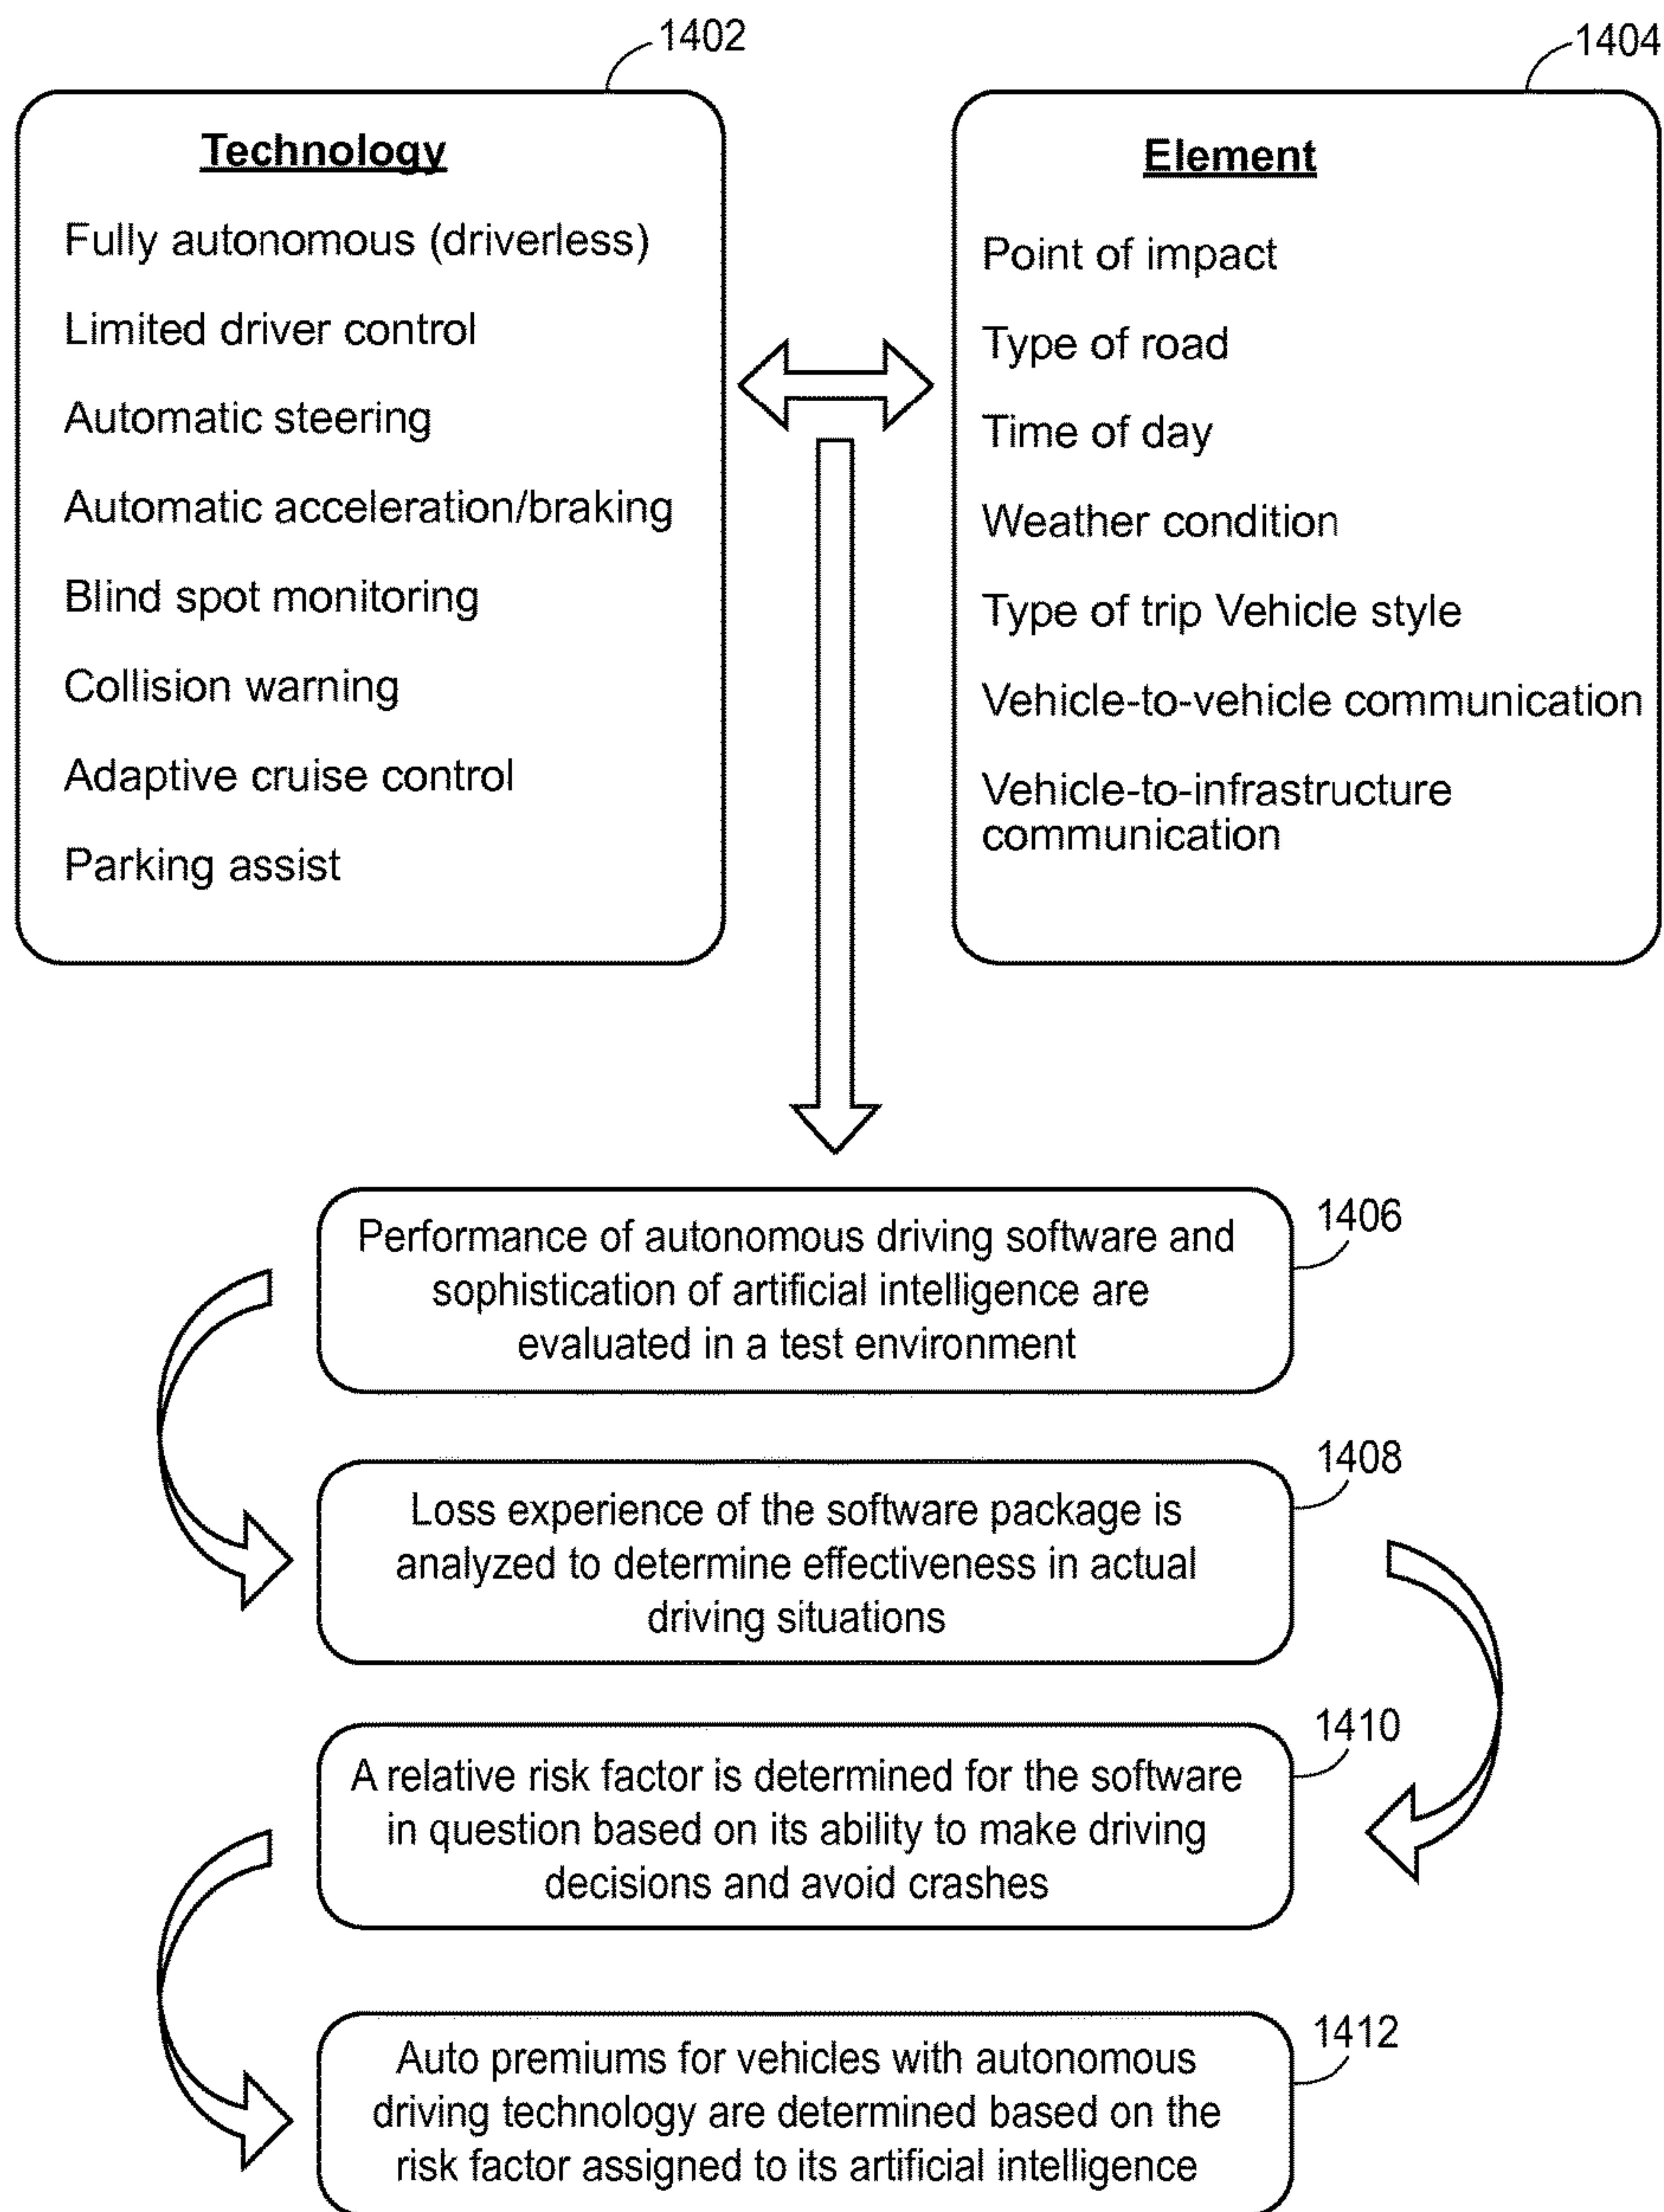 1402
Technology
Fully autonomous (driverless)
Limited driver control
Automatic steering
Automatic acceleration/braking
Blind spot monitoring
Collision warning
Adaptive cruise control
Parking assist
1404
Element
Point of impact
Type of road
Time of day
Weather condition
Type of trip Vehicle style
Vehicle-to-vehicle communication
Vehicle-to-infrastructure
communication
1406
Performance of autonomous driving software and
sophistication of artificial intelligence are
evaluated in a test environment
1408
Loss experience of the software package is
analyzed to determine effectiveness in actual
driving situations
1410
A relative risk factor is determined for the software
in question based on its ability to make driving
decisions and avoid crashes
1412
Auto premiums for vehicles with autonomous
driving technology are determined based on the
risk factor assigned to its artificial intelligence